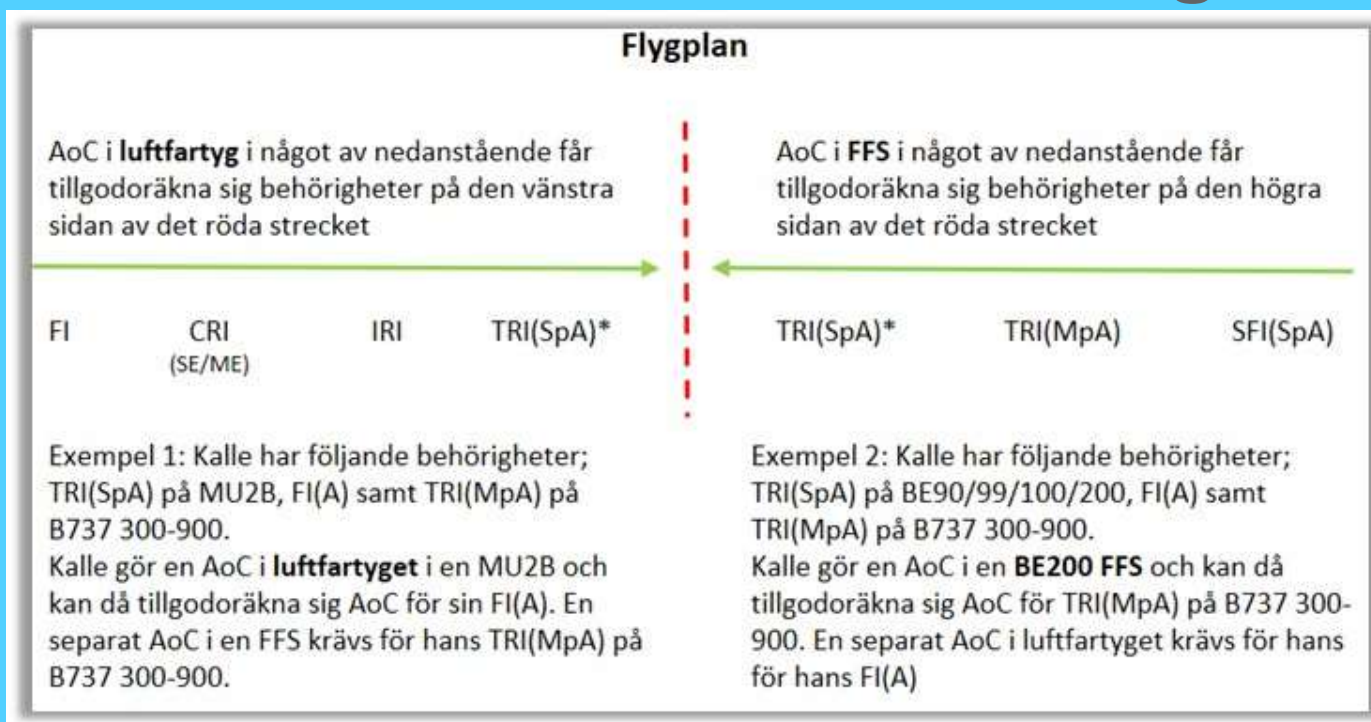 Flygplan
AoC i luftfartyg i något av nedanstående får
tillgodoräkna sig behörigheter på den vänstra
sidan av det röda strecket
AoC i FFS i något av nedanstående får
tillgodoräkna sig behörigheter på den högra
sidan av det röda strecket
FI CRI IRI TRI(SpA)*
(SE/ME)
TRI(SpA)* TRI(MpA) SFI(SpA)
Exempel 1: Kalle har följande behörigheter;
TRI(SpA) på MU2B, FI(A) samt TRI(MpA) på
B737 300-900.
Kalle gör en AoC i luftfartyget i en MU2B och
kan då tillgodoräkna sig AoC för sin FI(A). En
separat AoC i en FFS krävs för hans TRI(MpA) på
B737 300-900.
Exempel 2: Kalle har följande behörigheter;
TRI(SpA) på BE90/99/100/200, FI(A) samt
TRI(MpA) på B737 300-900.
Kalle gör en AoC i en BE200 FFS och kan då
tillgodoräkna sig AoC för TRI(MpA) på B737 300-
900. En separat AoC i luftfartyget krävs för hans
för hans FI(A)